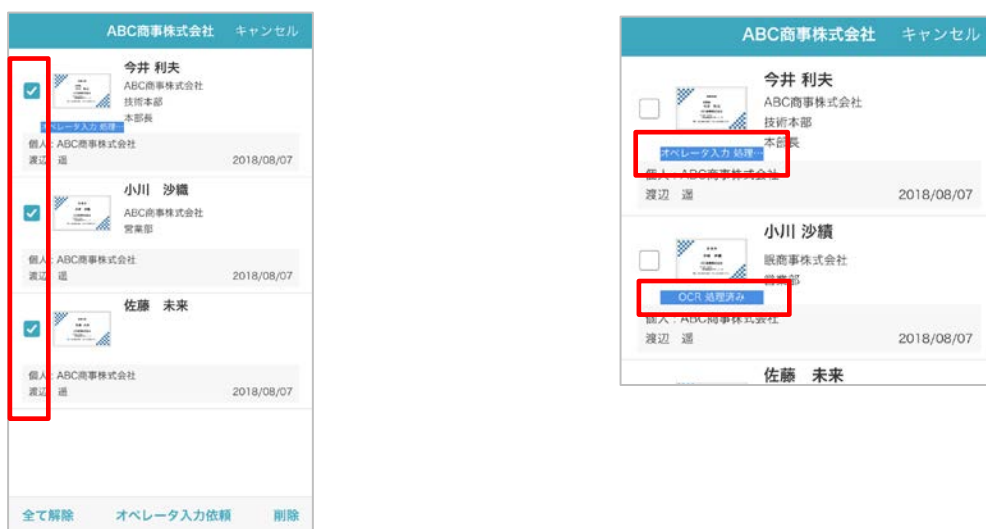 ABC商事株式会社 キャンセル
今井 利夫
ABC商事株式会社
技術本部
本部長
オペレータ入力 処理…
個人 : ABC商事株式会社
渡辺 遥 2018/08/07
小川 沙織
ABC商事株式会社
営業部
個人 : ABC商事株式会社
渡辺 遥 2018/08/07
佐藤 未来
個人 : ABC商事株式会社
渡辺 遥 2018/08/07
全て解除 オペレータ入力依頼 削除
ABC商事株式会社 キャンセル
今井 利夫
ABC商事株式会社
技術本部
本部長
オペレータ入力 処理…
個人 : ABC商事株式会社
渡辺 遥 2018/08/07
小川 沙績
眠商事株式会社
営業部
OCR 処理済み
個人 : ABC商事株式会社
渡辺 遥 2018/08/07
佐藤 未来